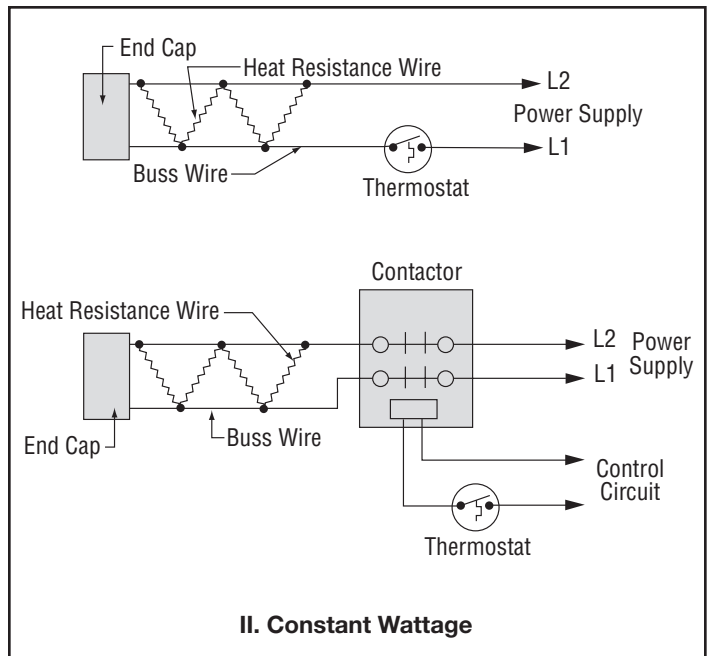 End Cap
Heat Resistance Wire
L2
Power Supply
L1
Buss Wire
Thermostat
Contactor
Heat Resistance Wire
L2 Power
L1 Supply
Buss Wire
End Cap
Control
Circuit
Thermostat
II. Constant Wattage